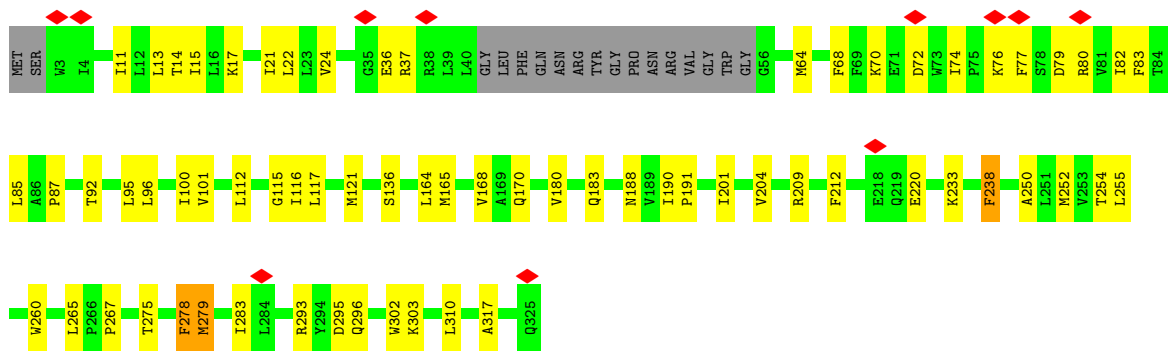 MET SER W3 I4 I11 L12 L13 T14 I15 L16 K17 I21 L22 L23 V24 G35 E36 R37 R38 L39 L40 GLY LEU PHE GLN ASN ARG TYR GLY PRO ASN ARG VAL GLY TRP GLY G56 M64 F68 F69 K70 E71 D72 W73 I74 P75 K76 F77 S78 D79 R80 V81 I82 F83 T84
L85 A86 P87 T92 L95 L96 I100 V101 L112 G115 I116 L117 M121 S136 L164 M165 V168 A169 Q170 V180 Q183 N188 V189 I190 P191 I201 V204 R209 F212 E218 Q219 E220 K233 F238 A250 L251 M252 V253 T254 L255
W260 L265 P266 P267 T275 F278 M279 I283 L284 R293 Y294 D295 Q296 W302 K303 L310 A317 Q325